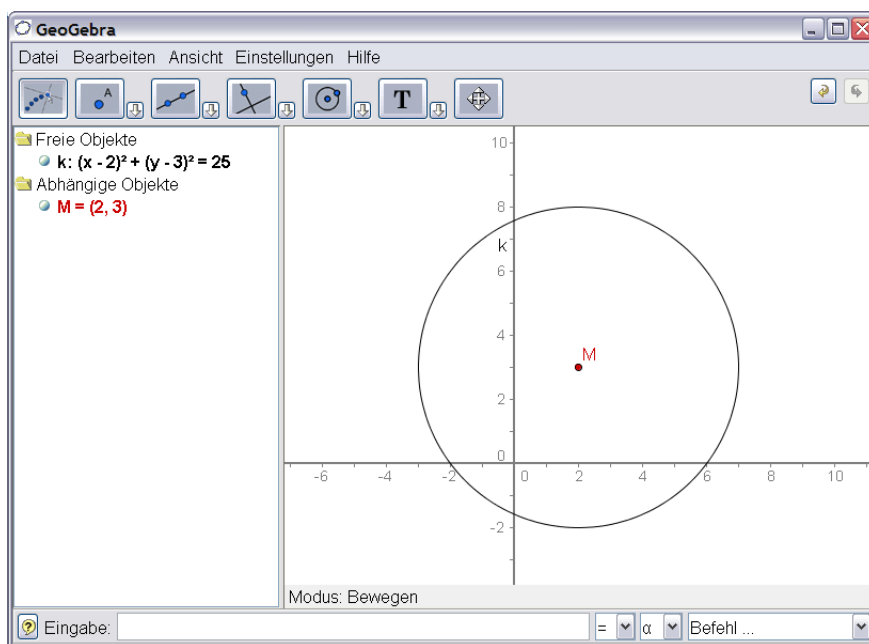 GeoGebra
Datei Bearbeiten Ansicht Einstellungen Hilfe
A
T
Freie Objekte
k: (x - 2)² + (y - 3)² = 25
Abhängige Objekte
M = (2, 3)
10
8
k
6
4
M
2
0
-6 -4 -2 0 2 4 6 8 10
-2
Modus: Bewegen
Eingabe: = α Befehl ...